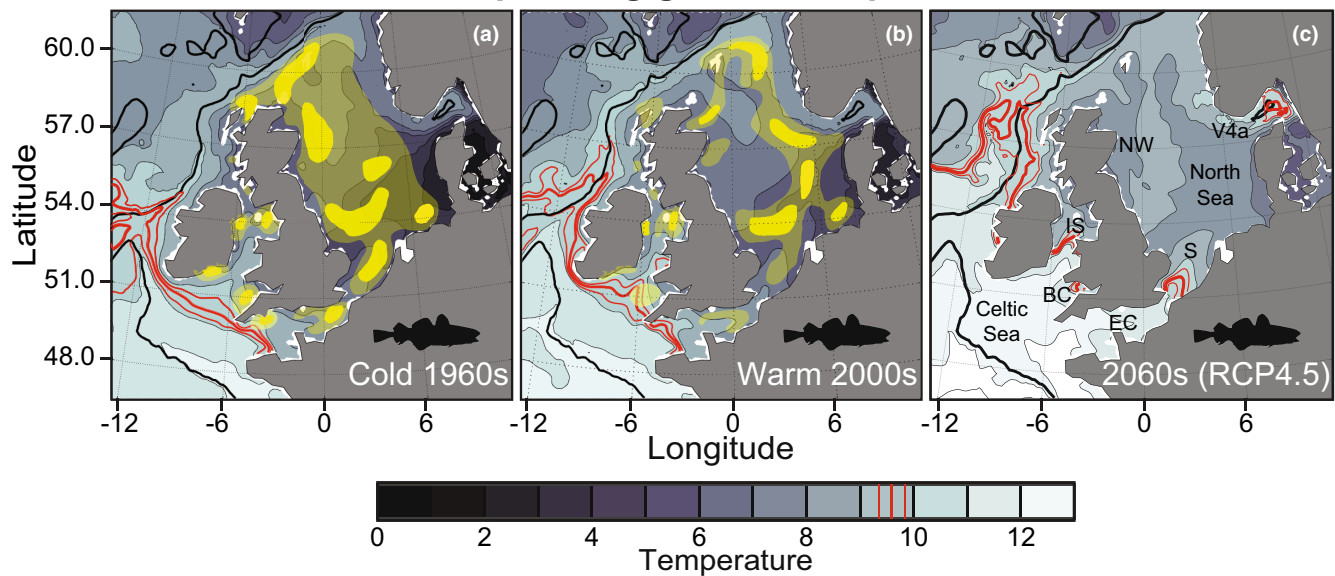 (a)
(b)
(c)
60.0
57.0
54.0
51.0
48.0
Latitude
NW
V4a
North
Sea
IS
S
BC
Celtic
Sea
EC
Cold 1960s
Warm 2000s
2060s (RCP4.5)
-12 -6 0 6
-12 -6 0 6
-12 -6 0 6
Longitude
0 2 4 6 8 10 12
Temperature